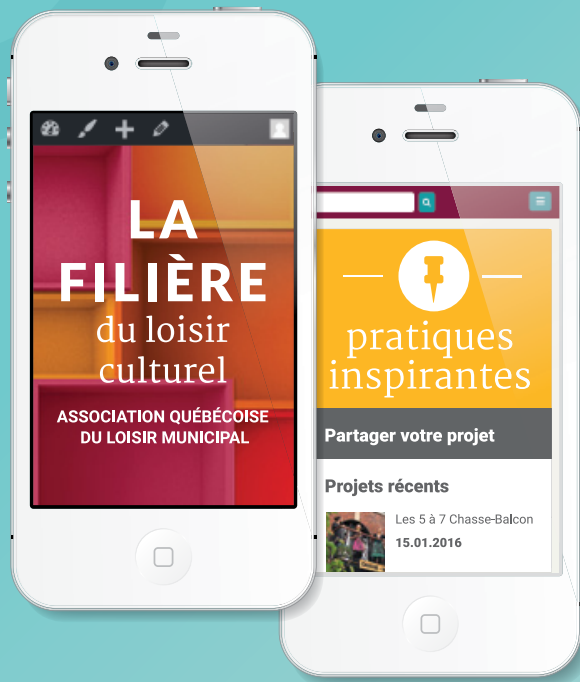 LA
FILIÈRE
du loisir
culturel
ASSOCIATION QUÉBÉCOISE
DU LOISIR MUNICIPAL
pratiques
inspirantes
Partager votre projet
Projets récents
Les 5 à 7 Chasse-Balcon
15.01.2016